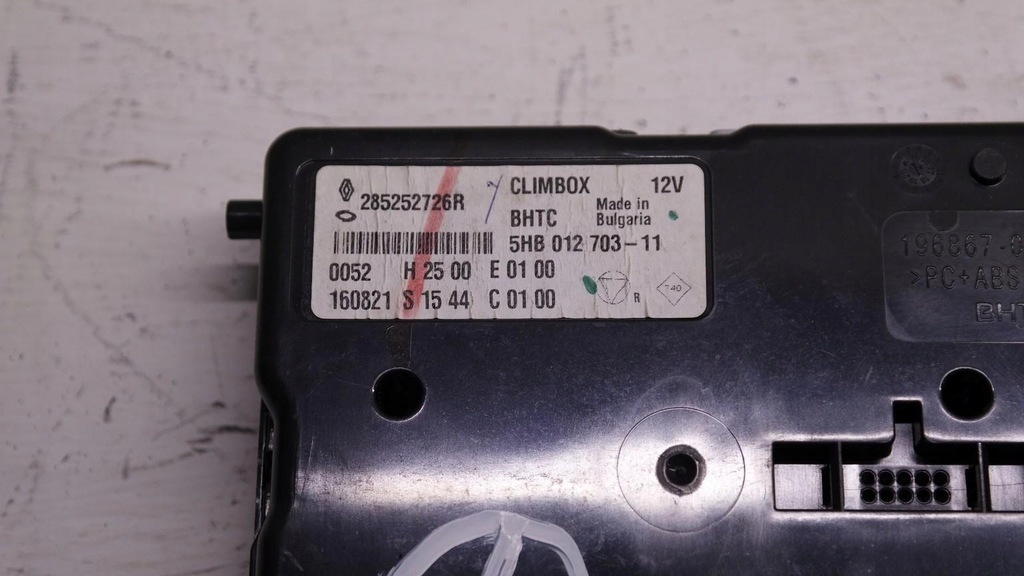 285252726R
CLIMBOX 12V
BHTC Made in Bulgaria
5HB 012 703-11
0052 H 25 00 E 01 00
160821 S 15 44 C 01 00
R
T40
196867-0
>PC+ABS
BHT